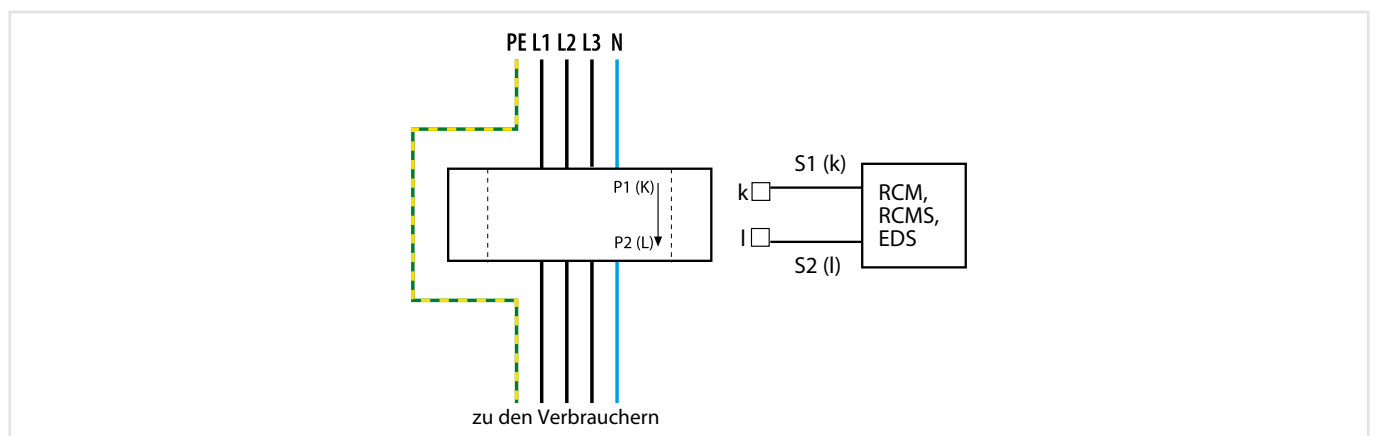 PE L1 L2 L3 N
P1 (K)
P2 (L)
S1 (k)
k
l
S2 (l)
RCM,
RCMS,
EDS
zu den Verbrauchern